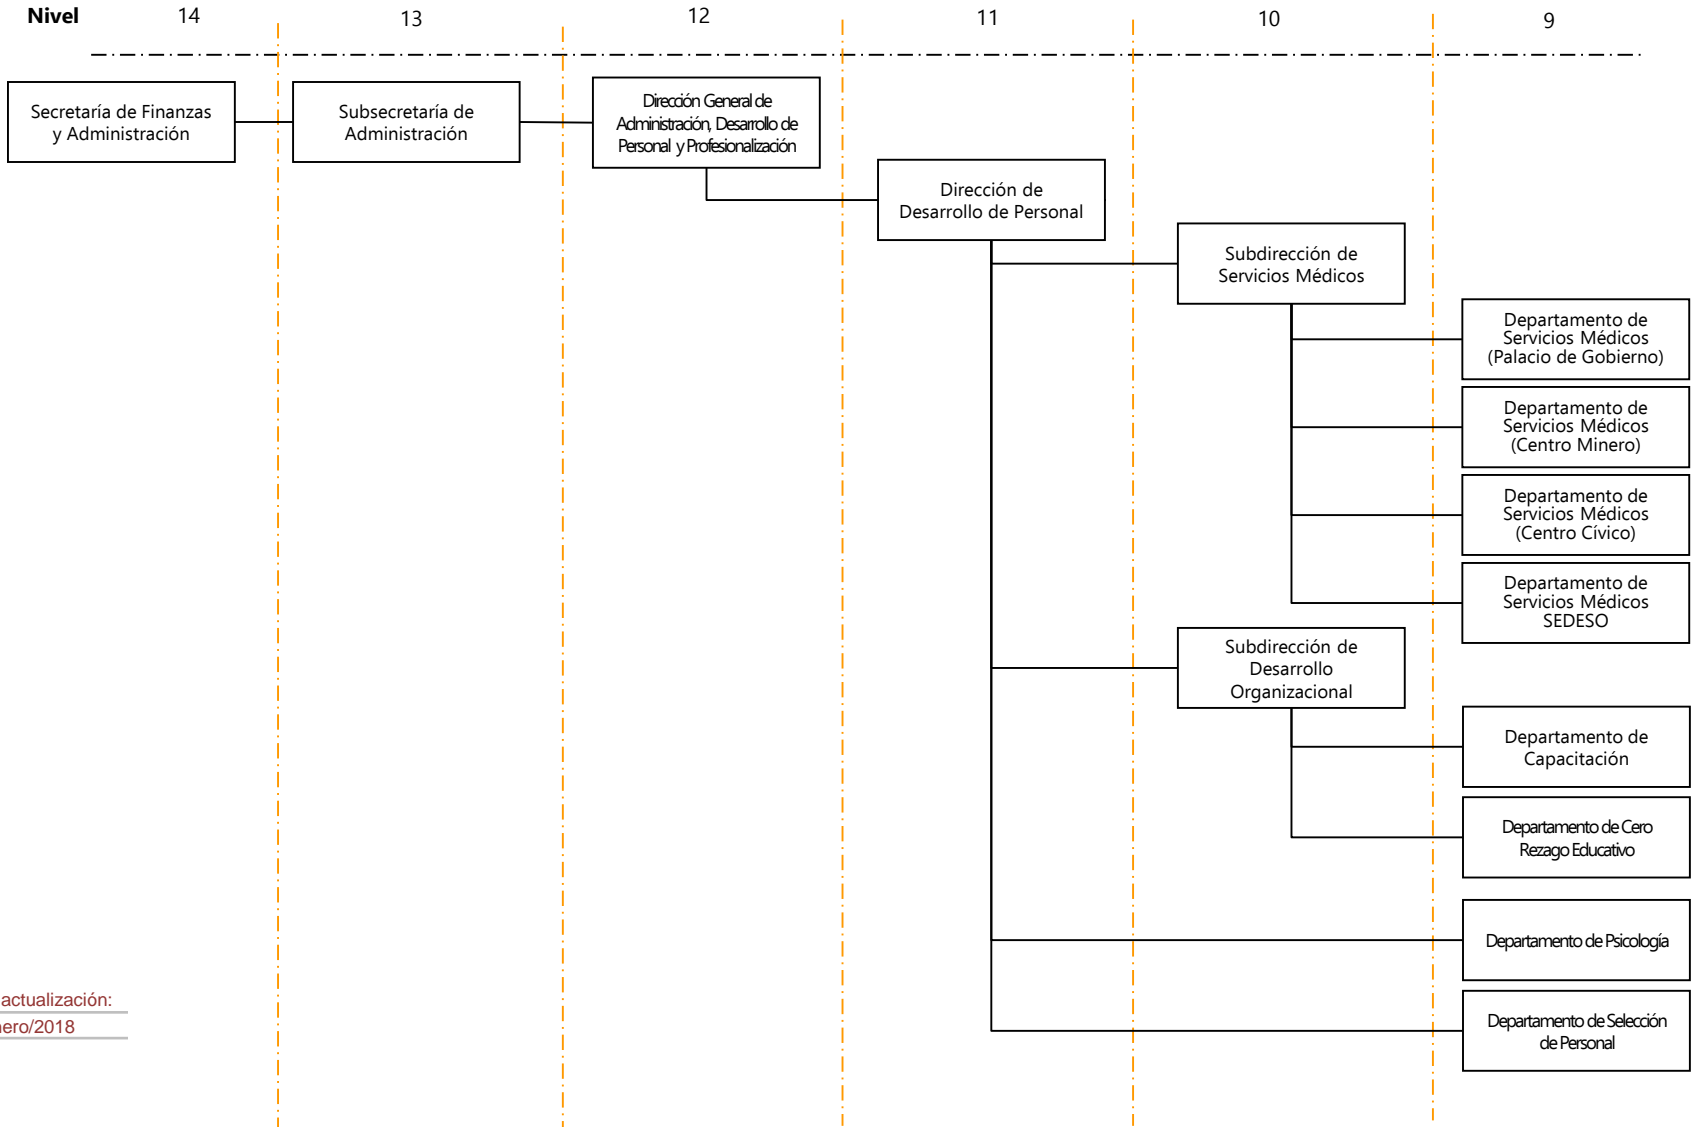 Nivel 14 13 12 11 10 9
Secretaría de Finanzas
y Administración
Subsecretaría de
Administración
Dirección General de
Administración, Desarrollo de
Personal y Profesionalización
Dirección de
Desarrollo de Personal
Subdirección de
Servicios Médicos
Departamento de
Servicios Médicos
(Palacio de Gobierno)
Departamento de
Servicios Médicos
(Centro Minero)
Departamento de
Servicios Médicos
(Centro Cívico)
Departamento de
Servicios Médicos
SEDESO
Subdirección de
Desarrollo
Organizacional
Departamento de
Capacitación
Departamento de Cero
Rezago Educativo
Departamento de Psicología
Departamento de Selección
de Personal
actualización:
nero/2018